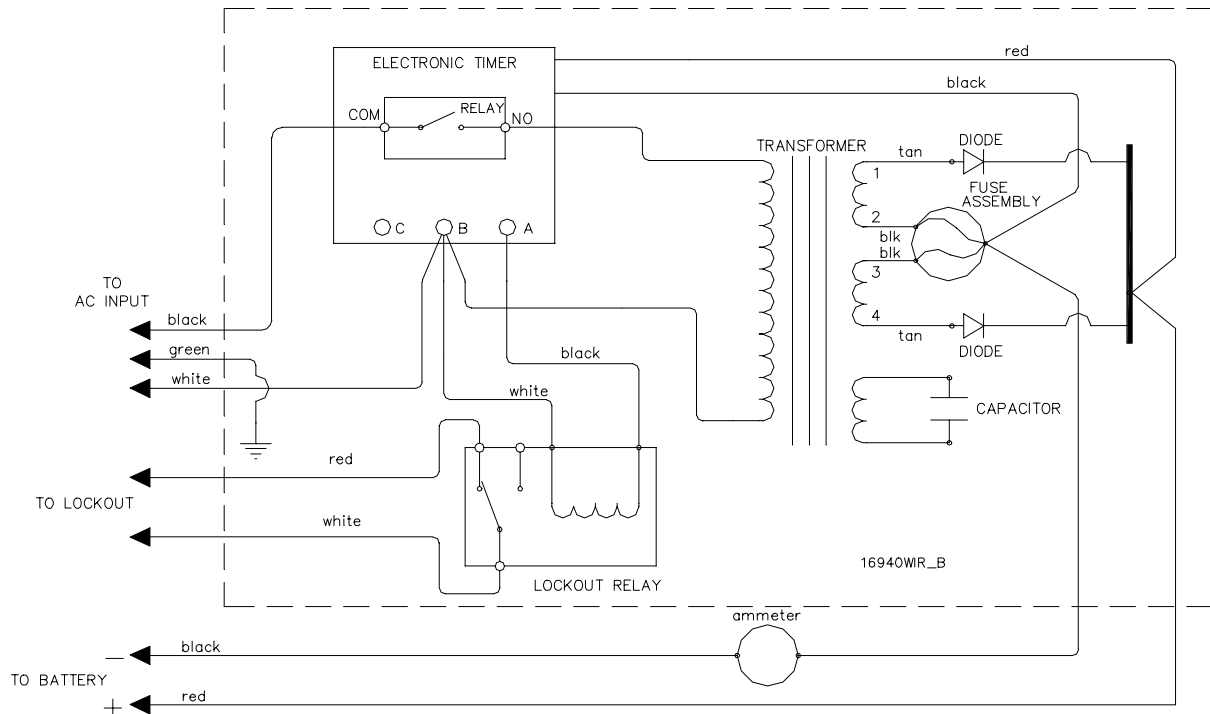 red
ELECTRONIC TIMER
black
COM
RELAY
NO
TRANSFORMER
DIODE
tan
1
FUSE
ASSEMBLY
2
C
B
A
blk
blk
3
TO
AC INPUT
4
black
tan
DIODE
green
black
white
white
CAPACITOR
red
TO LOCKOUT
white
16940WIR_B
LOCKOUT RELAY
ammeter
black
−
TO BATTERY
red
+